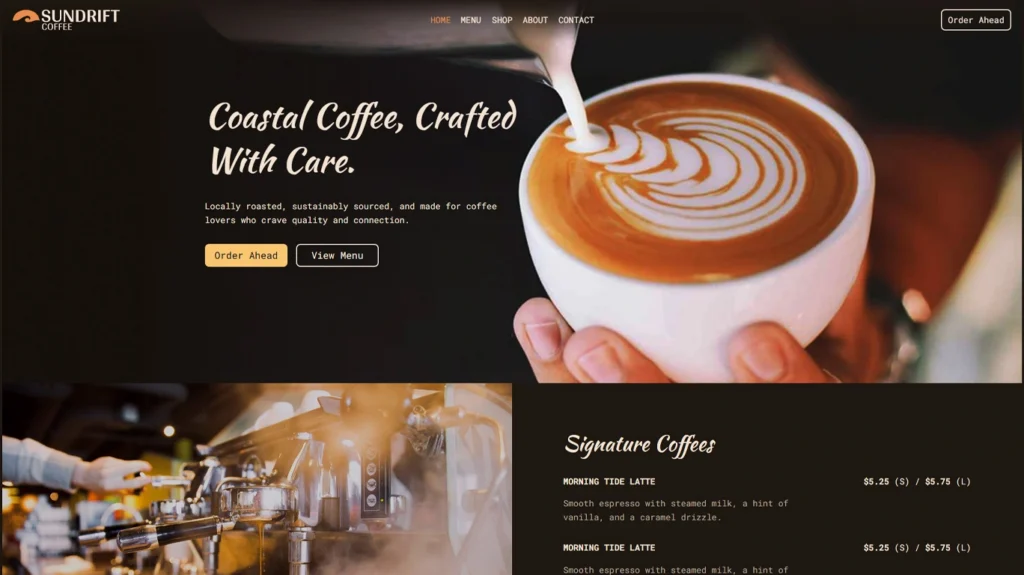 SUNDRIFT
COFFEE
HOME MENU SHOP ABOUT CONTACT
Order Ahead
Coastal Coffee, Crafted
With Care.
Locally roasted, sustainably sourced, and made for coffee
lovers who crave quality and connection.
Order Ahead View Menu
Signature Coffees
MORNING TIDE LATTE $5.25 (S) / $5.75 (L)
Smooth espresso with steamed milk, a hint of
vanilla, and a caramel drizzle.
MORNING TIDE LATTE $5.25 (S) / $5.75 (L)
Smooth espresso with steamed milk, a hint of